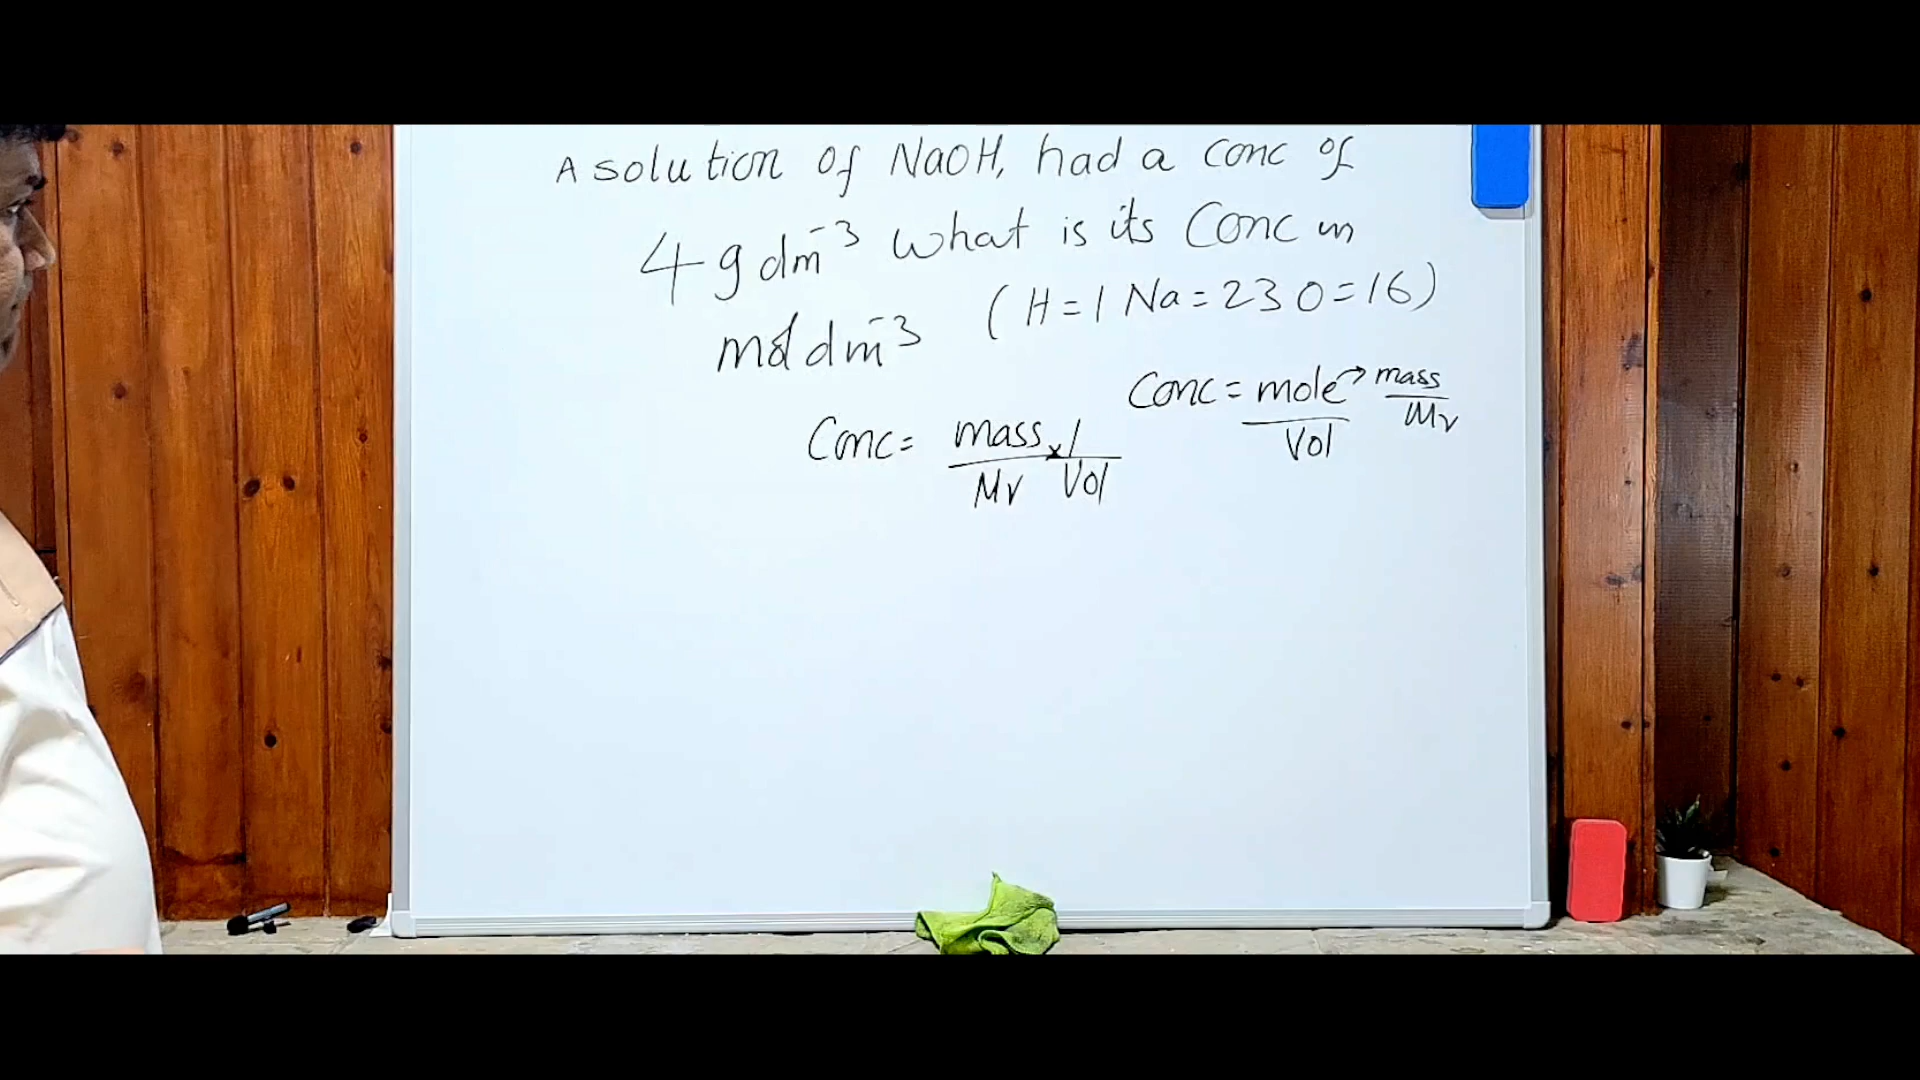 A solution of NaOH, had a conc of
4 g dm⁻³ what is its Conc in
mol dm⁻³ (H=1 Na=23 O=16)
Conc = mole → mass
Vol Mr
Conc = mass x 1
Mr Vol